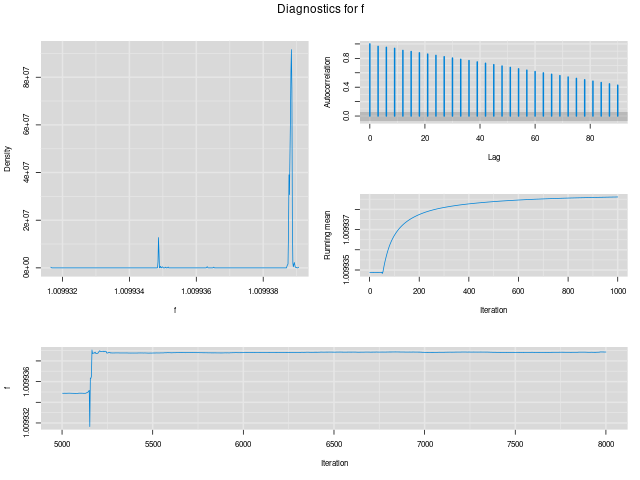 Diagnostics for f
Density
0e+00
2e+07
4e+07
6e+07
8e+07
1.009932
1.009934
1.009936
1.009938
f
Autocorrelation
0.0
0.4
0.8
0
20
40
60
80
Lag
Running mean
1.009935
1.009937
0
200
400
600
800
1000
Iteration
f
1.009932
1.009936
5000
5500
6000
6500
7000
7500
8000
Iteration